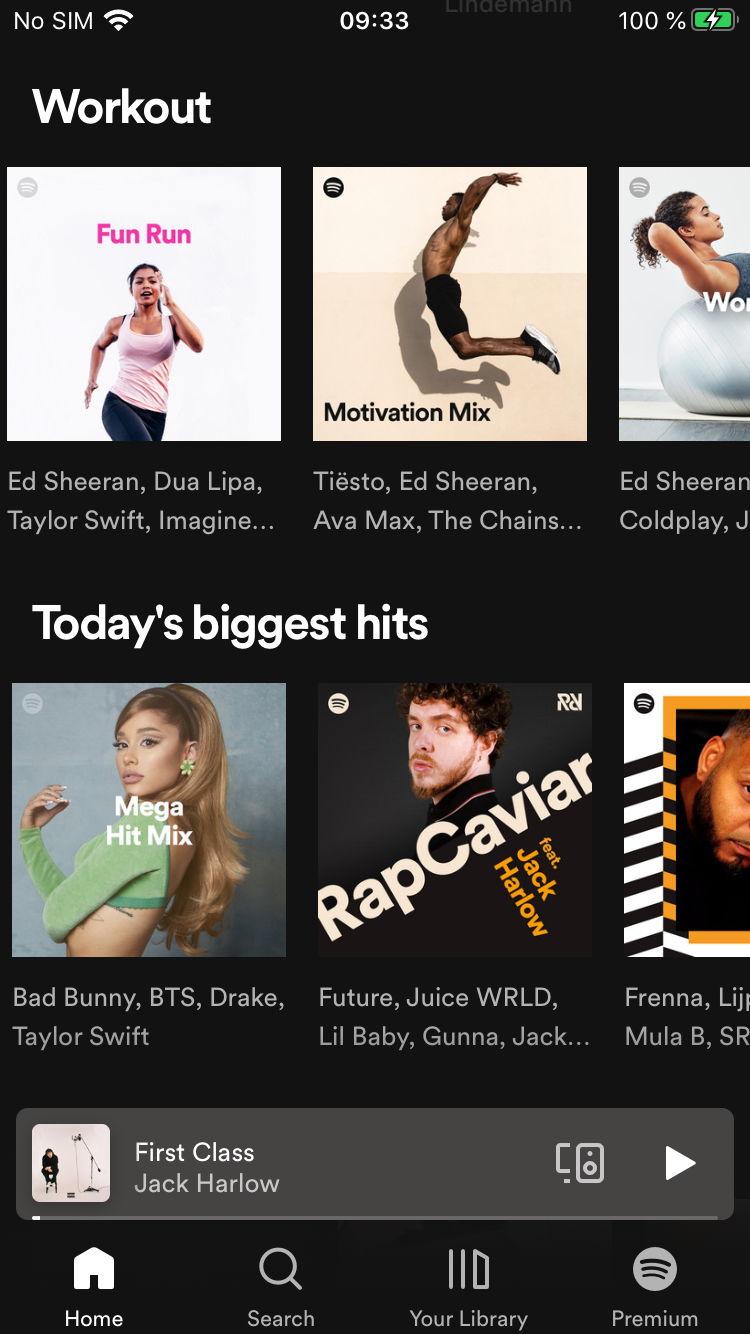 Lindemann
No SIM 09:33 100 %
Workout
Fun Run
Motivation Mix
Ed Sheeran, Dua Lipa,
Taylor Swift, Imagine...
Tiësto, Ed Sheeran,
Ava Max, The Chains...
Ed Sheeran
Coldplay, J
Today's biggest hits
Mega
Hit Mix
RapCaviar
feat.
Jack
Harlow
Bad Bunny, BTS, Drake,
Taylor Swift
Future, Juice WRLD,
Lil Baby, Gunna, Jack...
Frenna, Lijp
Mula B, SR
First Class
Jack Harlow
Home Search Your Library Premium